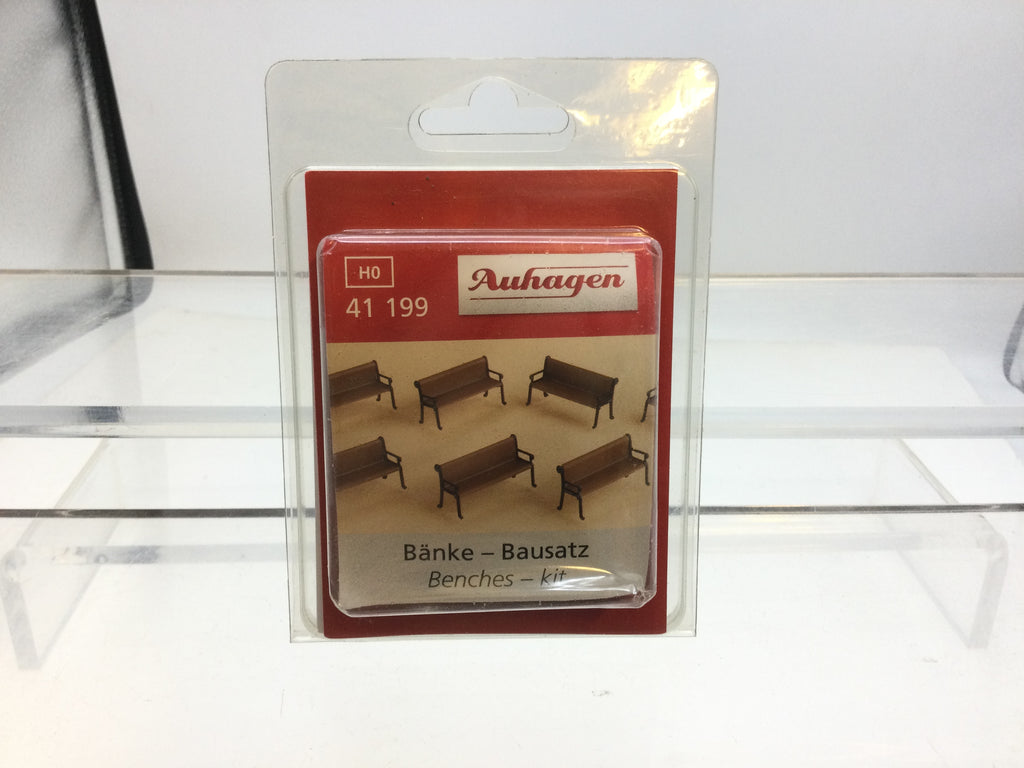 H0
41 199
Auhagen
Bänke – Bausatz
Benches – kit